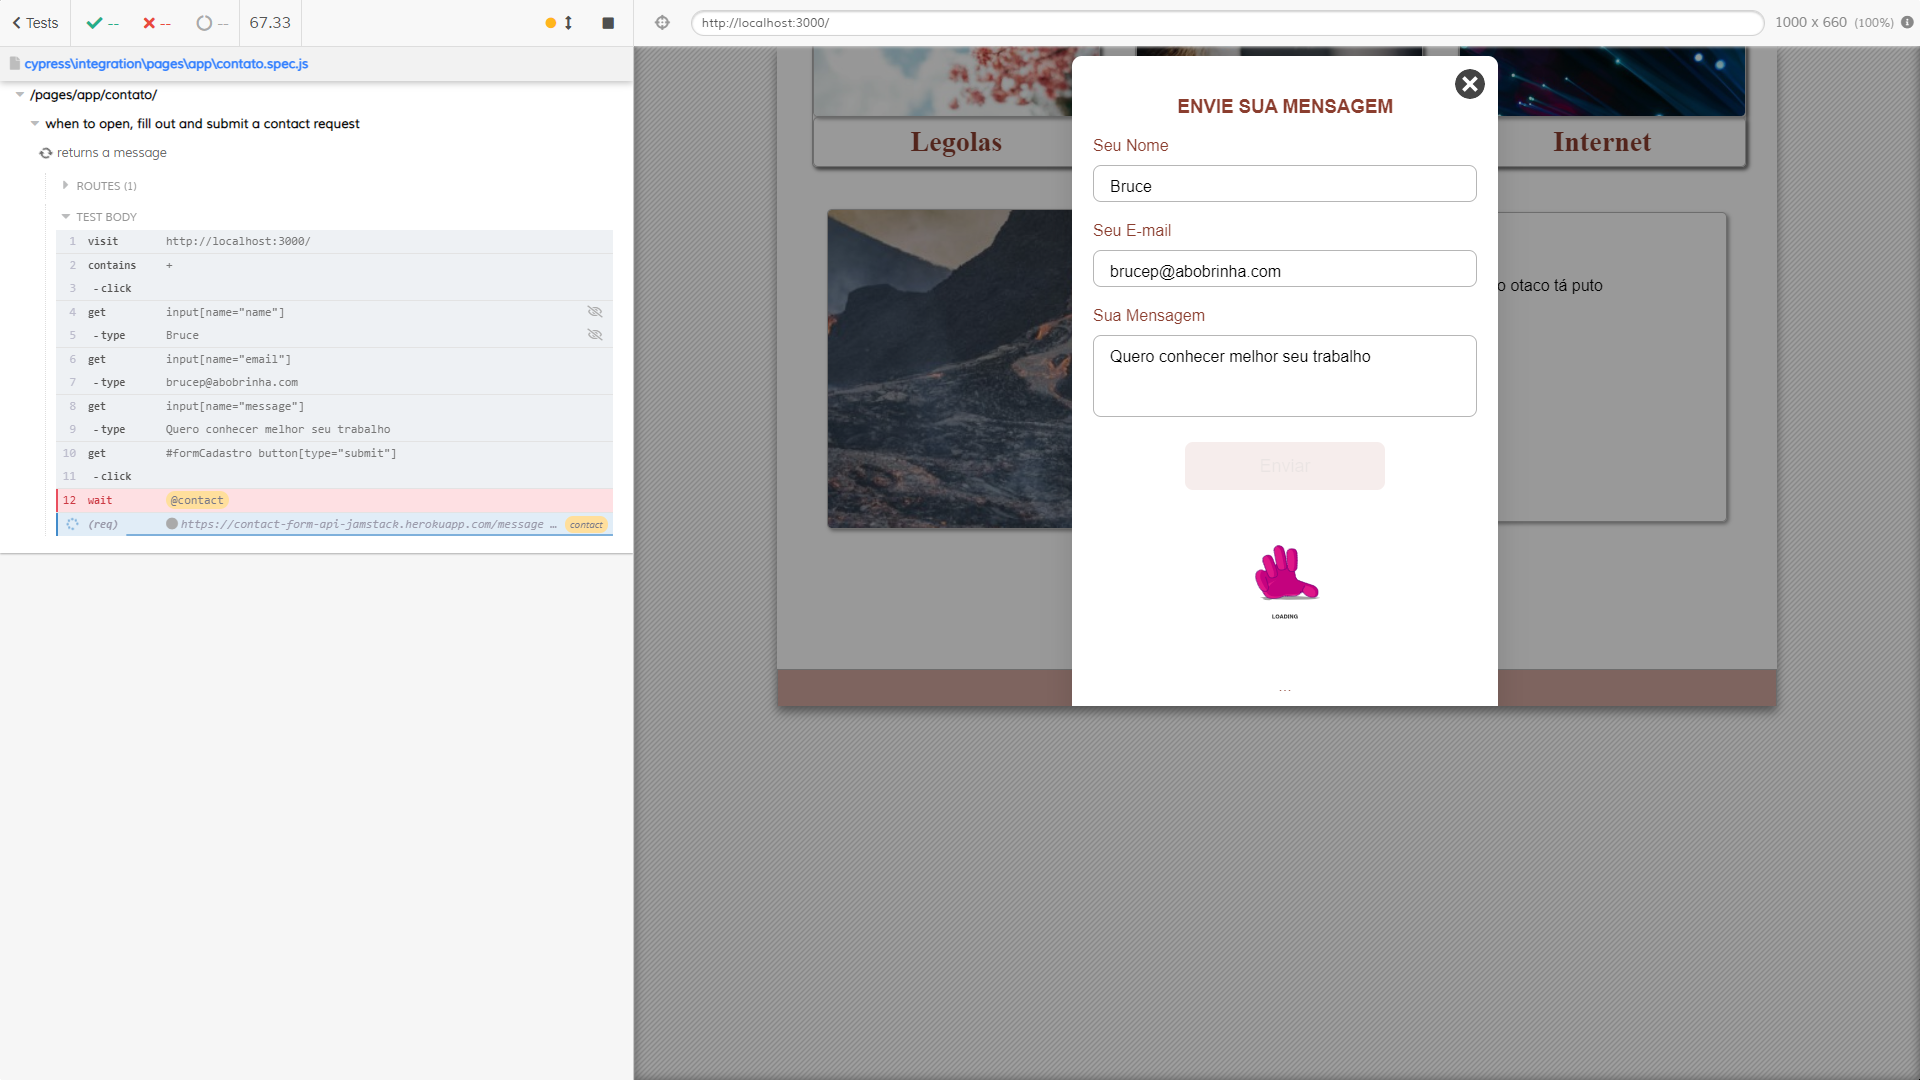 Tests
--
--
--
67.33
http://localhost:3000/
1000 x 660 (100%)
cypress\integration\pages\app\contato.spec.js
/pages/app/contato/
when to open, fill out and submit a contact request
returns a message
ROUTES (1)
TEST BODY
1 visit http://localhost:3000/
2 contains +
3 -click
4 get input[name="name"]
5 -type Bruce
6 get input[name="email"]
7 -type brucep@abobrinha.com
8 get input[name="message"]
9 -type Quero conhecer melhor seu trabalho
10 get #formCadastro button[type="submit"]
11 -click
12 wait @contact
(req) https://contact-form-api-jamstack.herokuapp.com/message … contact
Legolas
Internet
o otaco tá puto
ENVIE SUA MENSAGEM
Seu Nome
Bruce
Seu E-mail
brucep@abobrinha.com
Sua Mensagem
Quero conhecer melhor seu trabalho
Enviar
LOADING
...